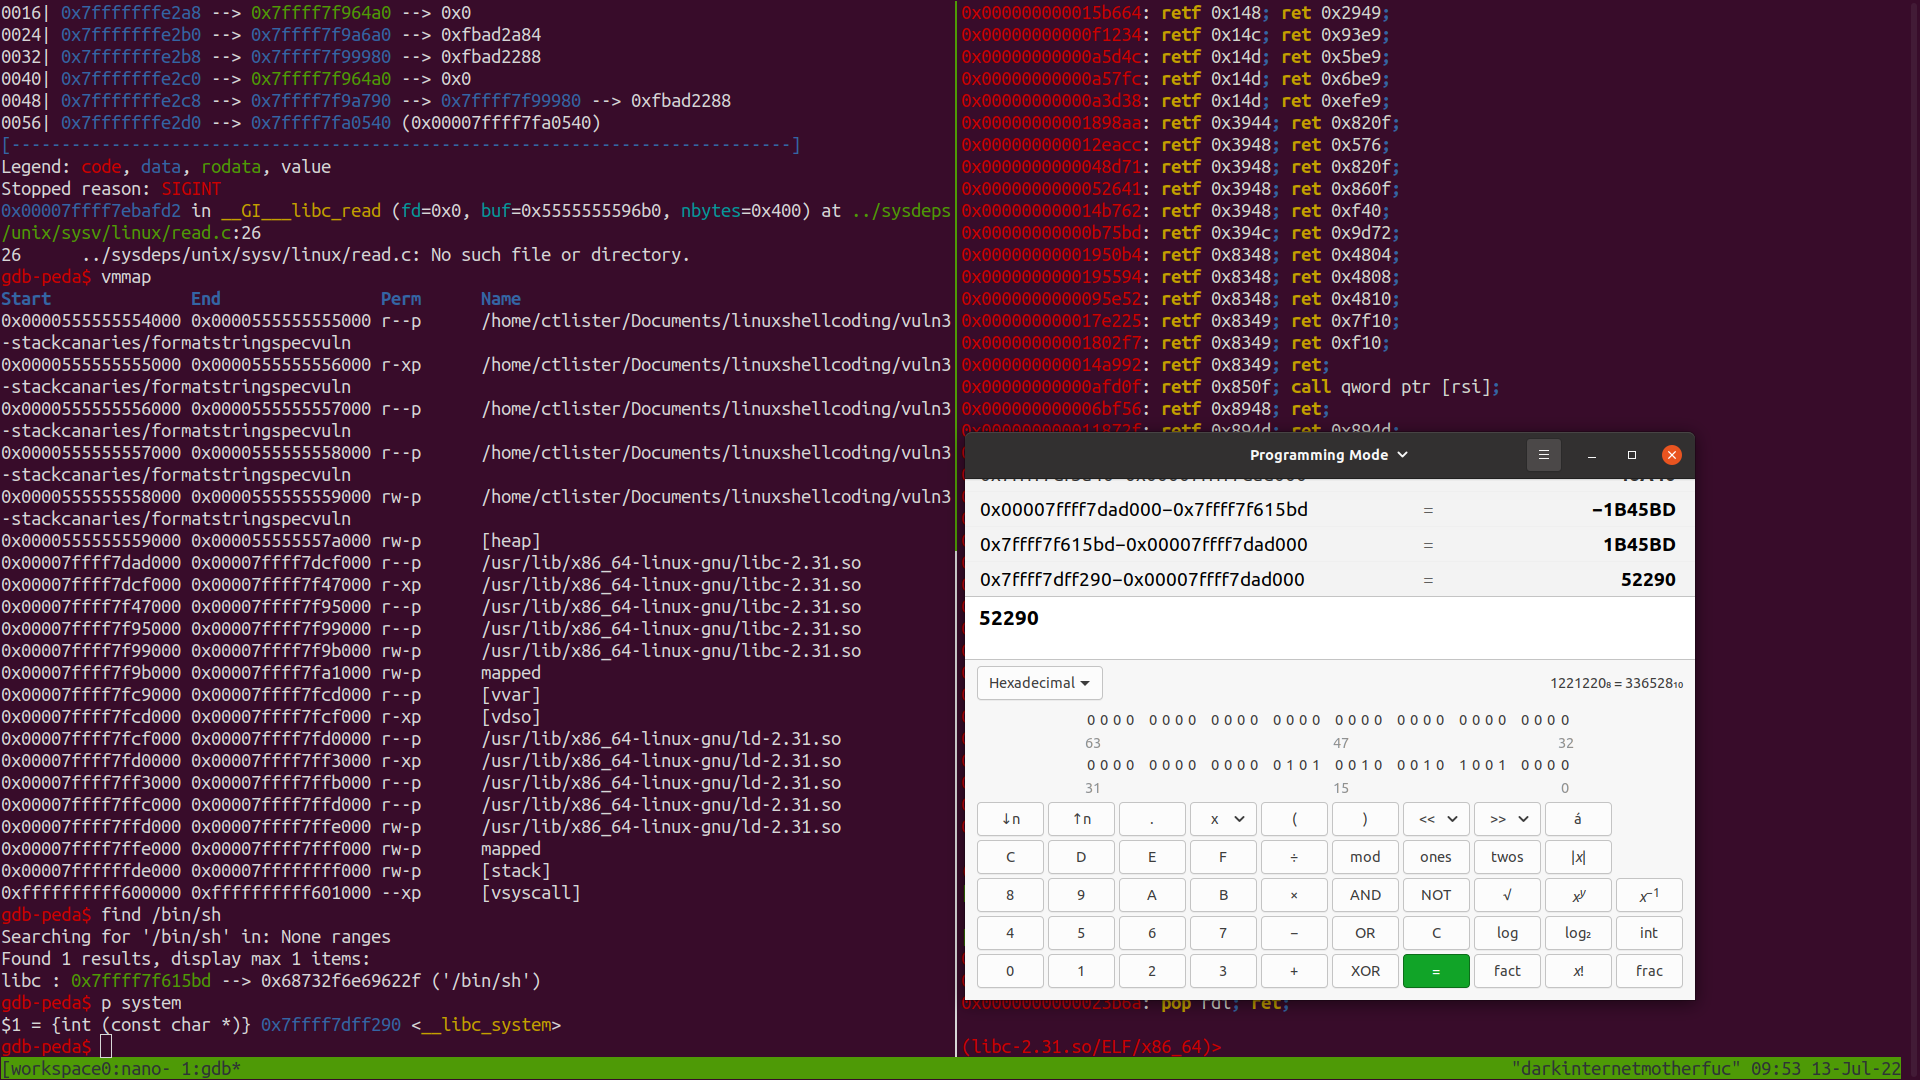 0016| 0x7fffffffe2a8 --> 0x7ffff7f964a0 --> 0x0
0024| 0x7fffffffe2b0 --> 0x7ffff7f9a6a0 --> 0xfbad2a84
0032| 0x7fffffffe2b8 --> 0x7ffff7f99980 --> 0xfbad2288
0040| 0x7fffffffe2c0 --> 0x7ffff7f964a0 --> 0x0
0048| 0x7fffffffe2c8 --> 0x7ffff7f9a790 --> 0x7ffff7f99980 --> 0xfbad2288
0056| 0x7fffffffe2d0 --> 0x7ffff7fa0540 (0x00007ffff7fa0540)
[------------------------------------------------------------------------------]
Legend: code, data, rodata, value
Stopped reason: SIGINT
0x00007ffff7ebafd2 in __GI___libc_read (fd=0x0, buf=0x5555555596b0, nbytes=0x400) at ../sysdeps
/unix/sysv/linux/read.c:26
26      ../sysdeps/unix/sysv/linux/read.c: No such file or directory.
gdb-peda$ vmmap
Start              End                Perm      Name
0x0000555555554000 0x0000555555555000 r--p      /home/ctlister/Documents/linuxshellcoding/vuln3
-stackcanaries/formatstringspecvuln
0x0000555555555000 0x0000555555556000 r-xp      /home/ctlister/Documents/linuxshellcoding/vuln3
-stackcanaries/formatstringspecvuln
0x0000555555556000 0x0000555555557000 r--p      /home/ctlister/Documents/linuxshellcoding/vuln3
-stackcanaries/formatstringspecvuln
0x0000555555557000 0x0000555555558000 r--p      /home/ctlister/Documents/linuxshellcoding/vuln3
-stackcanaries/formatstringspecvuln
0x0000555555558000 0x0000555555559000 rw-p      /home/ctlister/Documents/linuxshellcoding/vuln3
-stackcanaries/formatstringspecvuln
0x0000555555559000 0x000055555557a000 rw-p      [heap]
0x00007ffff7dad000 0x00007ffff7dcf000 r--p      /usr/lib/x86_64-linux-gnu/libc-2.31.so
0x00007ffff7dcf000 0x00007ffff7f47000 r-xp      /usr/lib/x86_64-linux-gnu/libc-2.31.so
0x00007ffff7f47000 0x00007ffff7f95000 r--p      /usr/lib/x86_64-linux-gnu/libc-2.31.so
0x00007ffff7f95000 0x00007ffff7f99000 r--p      /usr/lib/x86_64-linux-gnu/libc-2.31.so
0x00007ffff7f99000 0x00007ffff7f9b000 rw-p      /usr/lib/x86_64-linux-gnu/libc-2.31.so
0x00007ffff7f9b000 0x00007ffff7fa1000 rw-p      mapped
0x00007ffff7fc9000 0x00007ffff7fcd000 r--p      [vvar]
0x00007ffff7fcd000 0x00007ffff7fcf000 r-xp      [vdso]
0x00007ffff7fcf000 0x00007ffff7fd0000 r--p      /usr/lib/x86_64-linux-gnu/ld-2.31.so
0x00007ffff7fd0000 0x00007ffff7ff3000 r-xp      /usr/lib/x86_64-linux-gnu/ld-2.31.so
0x00007ffff7ff3000 0x00007ffff7ffb000 r--p      /usr/lib/x86_64-linux-gnu/ld-2.31.so
0x00007ffff7ffc000 0x00007ffff7ffd000 r--p      /usr/lib/x86_64-linux-gnu/ld-2.31.so
0x00007ffff7ffd000 0x00007ffff7ffe000 rw-p      /usr/lib/x86_64-linux-gnu/ld-2.31.so
0x00007ffff7ffe000 0x00007ffff7fff000 rw-p      mapped
0x00007ffffffde000 0x00007ffffffff000 rw-p      [stack]
0xffffffffff600000 0xffffffffff601000 --xp      [vsyscall]
gdb-peda$ find /bin/sh
Searching for '/bin/sh' in: None ranges
Found 1 results, display max 1 items:
libc : 0x7ffff7f615bd --> 0x68732f6e69622f ('/bin/sh')
gdb-peda$ p system
$1 = {int (const char *)} 0x7ffff7dff290 <__libc_system>
gdb-peda$
0x000000000015b664: retf 0x148; ret 0x2949;
0x00000000000f1234: retf 0x14c; ret 0x93e9;
0x00000000000a5d4c: retf 0x14d; ret 0x5be9;
0x00000000000a57fc: retf 0x14d; ret 0x6be9;
0x00000000000a3d38: retf 0x14d; ret 0xefe9;
0x00000000001898aa: retf 0x3944; ret 0x820f;
0x000000000012eacc: retf 0x3948; ret 0x576;
0x0000000000048d71: retf 0x3948; ret 0x820f;
0x0000000000052641: retf 0x3948; ret 0x860f;
0x000000000014b762: retf 0x3948; ret 0xf40;
0x00000000000b75bd: retf 0x394c; ret 0x9d72;
0x00000000001950b4: retf 0x8348; ret 0x4804;
0x0000000000195594: retf 0x8348; ret 0x4808;
0x0000000000095e52: retf 0x8348; ret 0x4810;
0x000000000017e225: retf 0x8349; ret 0x7f10;
0x00000000001802f7: retf 0x8349; ret 0xf10;
0x000000000014a992: retf 0x8349; ret;
0x00000000000afd0f: retf 0x850f; call qword ptr [rsi];
0x000000000006bf56: retf 0x8948; ret;
0x000000000011872f: retf 0x894d; ret 0x894d;
Programming Mode
0x00007ffff7dad000−0x7ffff7f615bd = −1B45BD
0x7ffff7f615bd−0x00007ffff7dad000 = 1B45BD
0x7ffff7dff290−0x00007ffff7dad000 = 52290
52290
Hexadecimal 1221220₈ = 336528₁₀
0000 0000 0000 0000 0000 0000 0000 0000
63 47 32
0000 0000 0000 0101 0010 0010 1001 0000
31 15 0
↓n ↑n . x ( ) << >> á
C D E F ÷ mod ones twos |x|
8 9 A B × AND NOT √ xʸ x⁻¹
4 5 6 7 − OR C log log₂ int
0 1 2 3 + XOR = fact x! frac
0x0000000000023b6a: pop rdi; ret;
(libc-2.31.so/ELF/x86_64)>
[workspace0:nano- 1:gdb* "darkinternetmotherfuc" 09:53 13-Jul-22